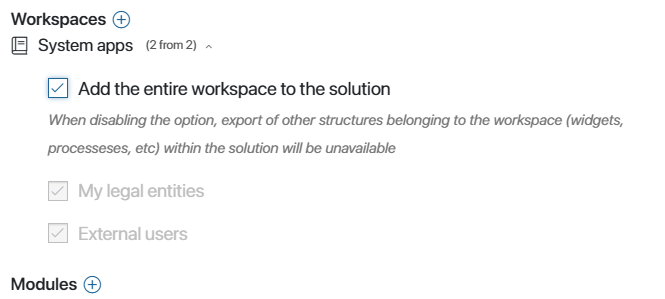 Workspaces
System apps (2 from 2)
Add the entire workspace to the solution
When disabling the option, export of other structures belonging to the workspace (widgets,
processeses, etc) within the solution will be unavailable
My legal entities
External users
Modules